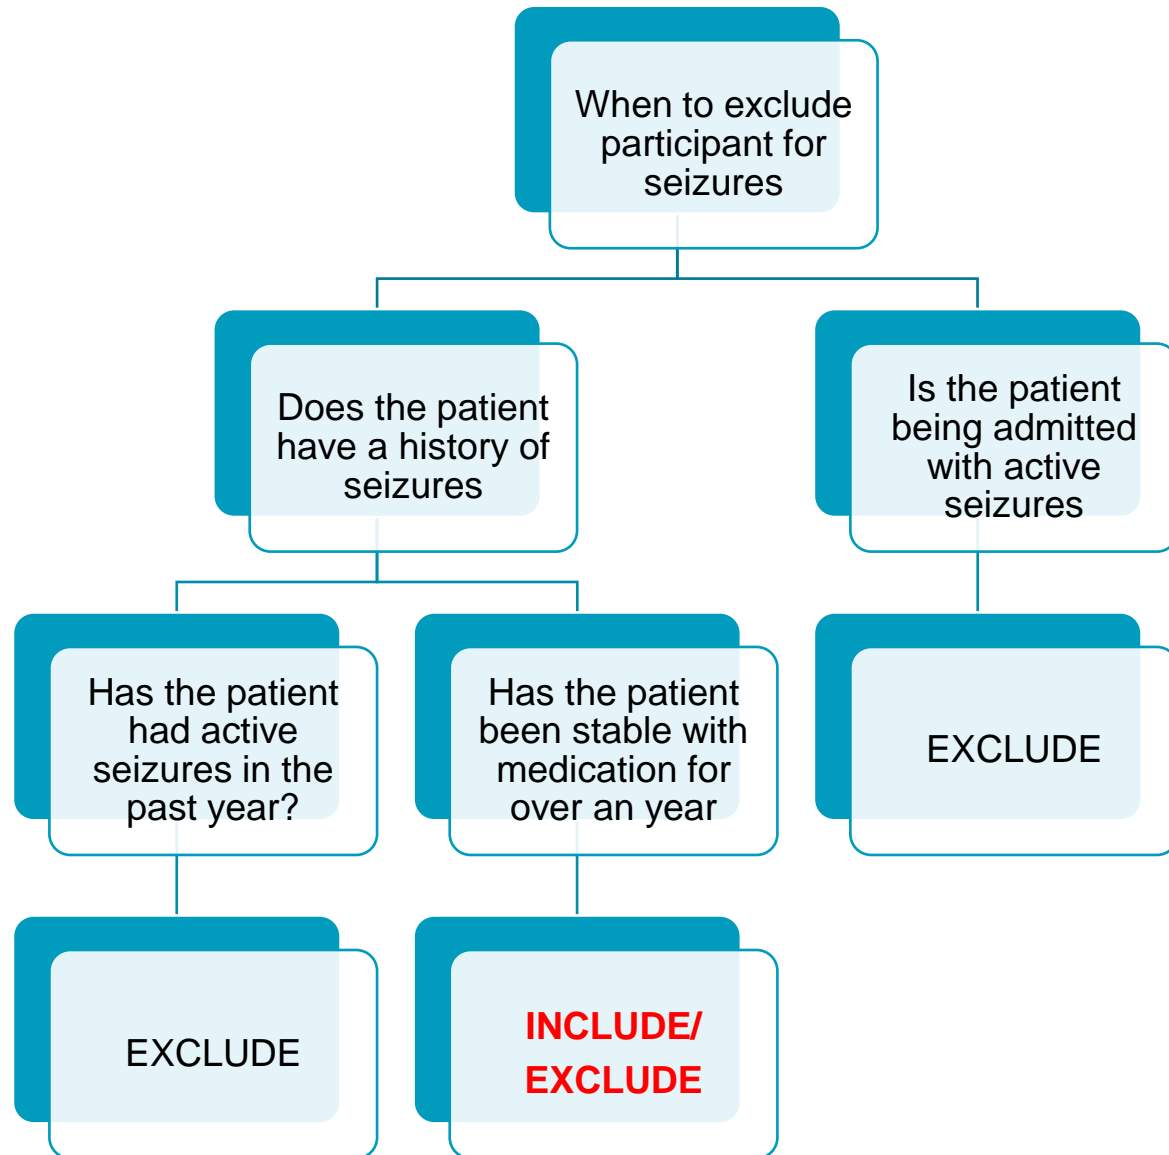 When to exclude
participant for
seizures
Does the patient
have a history of
seizures
Is the patient
being admitted
with active
seizures
Has the patient
had active
seizures in the
past year?
Has the patient
been stable with
medication for
over an year
EXCLUDE
EXCLUDE
INCLUDE/
EXCLUDE